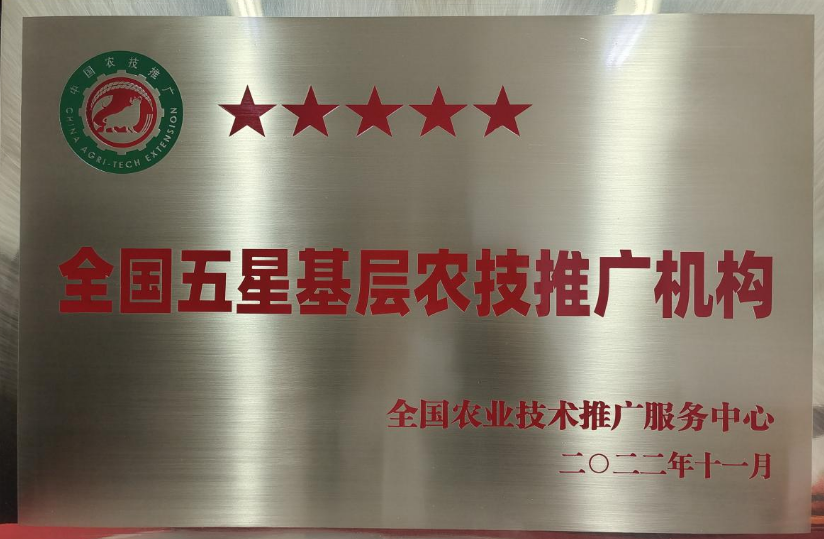 中国农技推广
CHINA AGRI-TECH EXTENSION
全国五星基层农技推广机构
全国农业技术推广服务中心
二〇二二年十一月